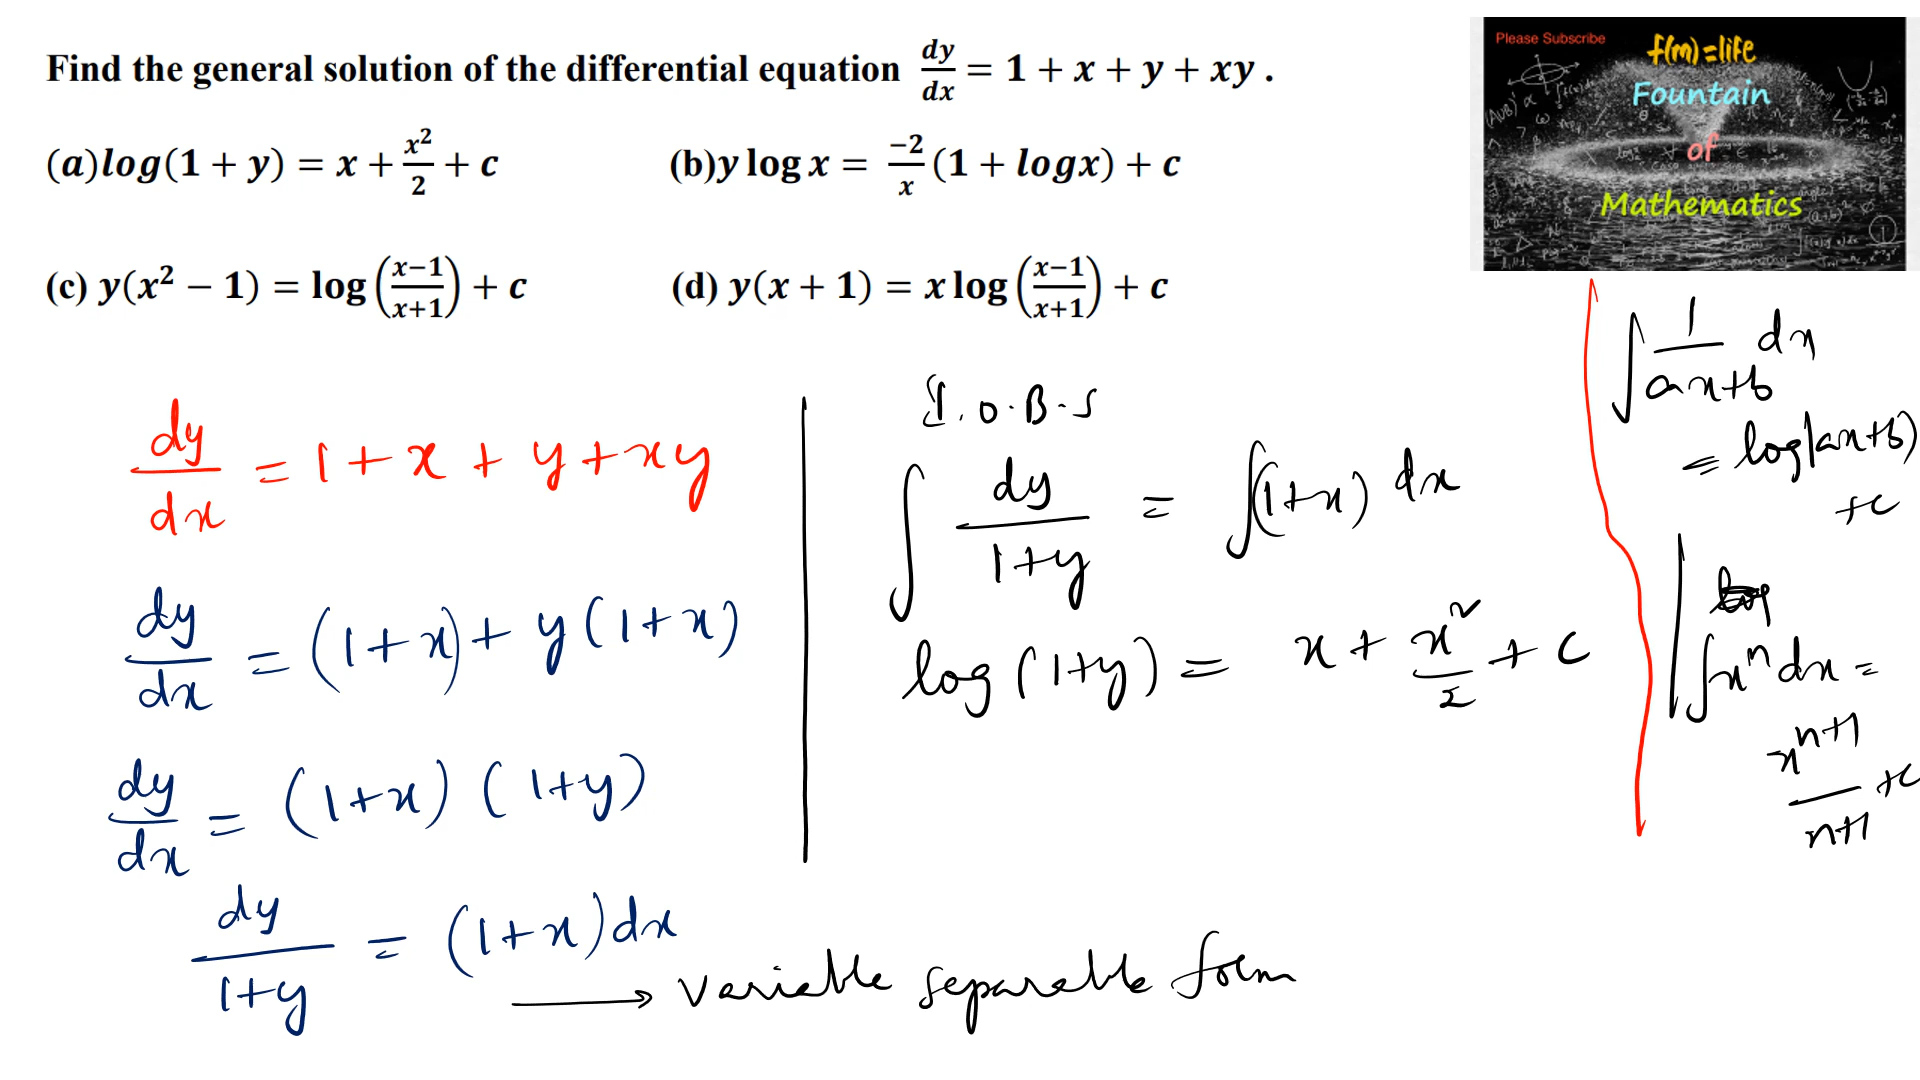 Find the general solution of the differential equation dy/dx = 1 + x + y + xy .
(a)log(1 + y) = x + x²/2 + c
(b)y log x = -2/x (1 + logx) + c
(c) y(x² − 1) = log((x−1)/(x+1)) + c
(d) y(x + 1) = x log((x−1)/(x+1)) + c
Please Subscribe
f(m)=life
Fountain
of
Mathematics
dy/dx = 1 + x + y + xy
dy/dx = (1+x) + y(1+x)
dy/dx = (1+x) (1+y)
dy/1+y = (1+x)dx
→ variable separable form
I.O.B.S
∫ dy/1+y = ∫(1+x) dx
log (1+y) = x + x²/2 + c
∫ 1/ax+b dx
= log|ax+b|
+c
∫xⁿ dx =
xⁿ⁺¹/n+1 +c